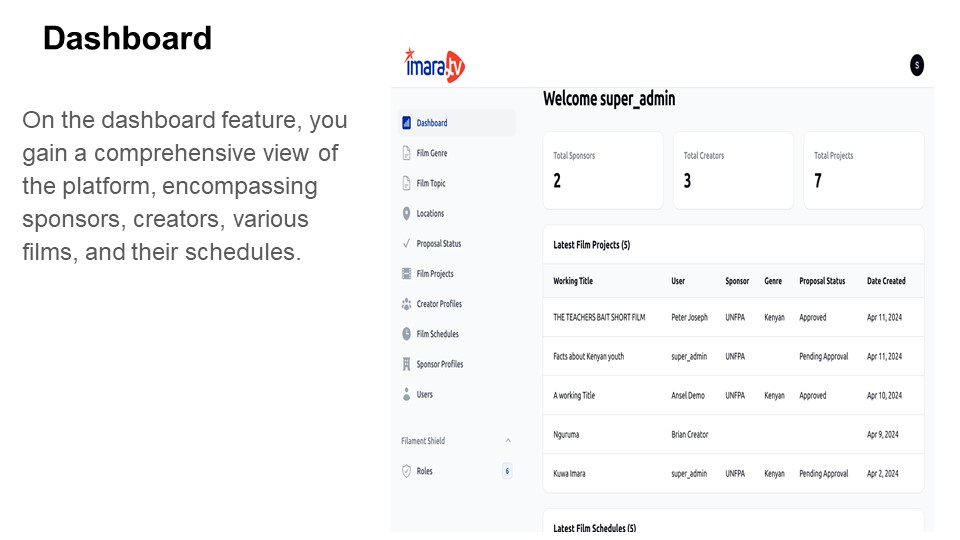 Dashboard
On the dashboard feature, you
gain a comprehensive view of
the platform, encompassing
sponsors, creators, various
films, and their schedules.
imara.tv
S
Dashboard
Film Genre
Film Topic
Locations
Proposal Status
Film Projects
Creator Profiles
Film Schedules
Sponsor Profiles
Users
Filament Shield
Roles 6
Welcome super_admin
Total Sponsors
2
Total Creators
3
Total Projects
7
Latest Film Projects (5)
Working Title User Sponsor Genre Proposal Status Date Created
THE TEACHERS BAIT SHORT FILM Peter Joseph UNFPA Kenyan Approved Apr 11, 2024
Facts about Kenyan youth super_admin UNFPA Pending Approval Apr 11, 2024
A working Title Ansel Demo UNFPA Kenyan Approved Apr 10, 2024
Nguruma Brian Creator Apr 9, 2024
Kuwa Imara super_admin UNFPA Kenyan Pending Approval Apr 2, 2024
Latest Film Schedules (5)